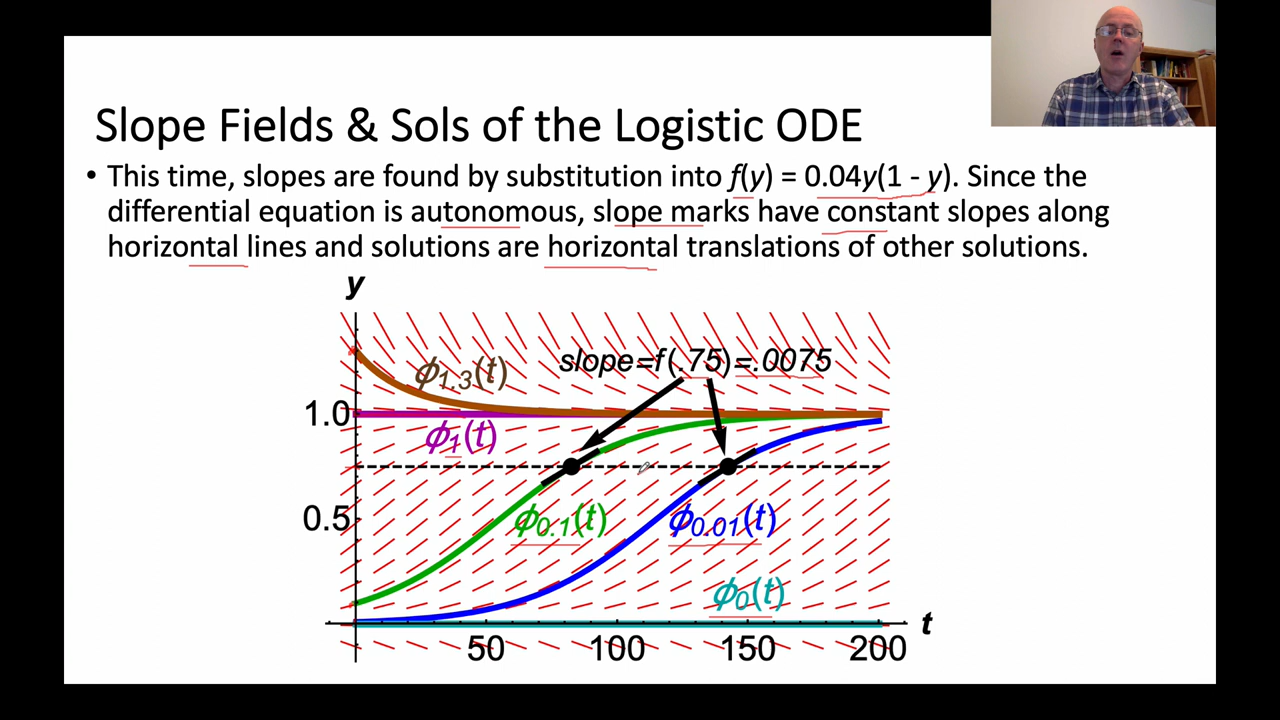 Slope Fields & Sols of the Logistic ODE
• This time, slopes are found by substitution into f(y) = 0.04y(1 - y). Since the
differential equation is autonomous, slope marks have constant slopes along
horizontal lines and solutions are horizontal translations of other solutions.
y
slope=f(.75)=.0075
ϕ1.3(t)
1.0
ϕ1(t)
0.5
ϕ0.1(t)
ϕ0.01(t)
ϕ0(t)
t
50
100
150
200